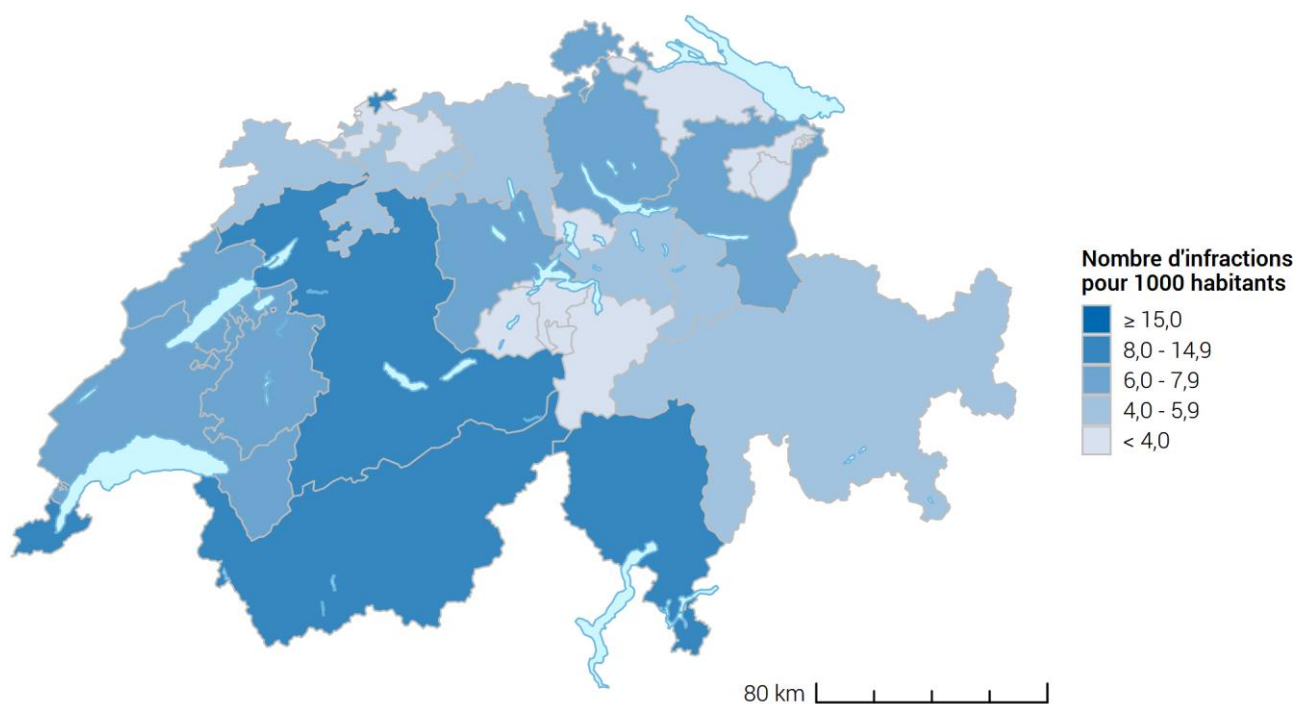 Nombre d'infractions
pour 1000 habitants
≥ 15,0
8,0 - 14,9
6,0 - 7,9
4,0 - 5,9
< 4,0
80 km